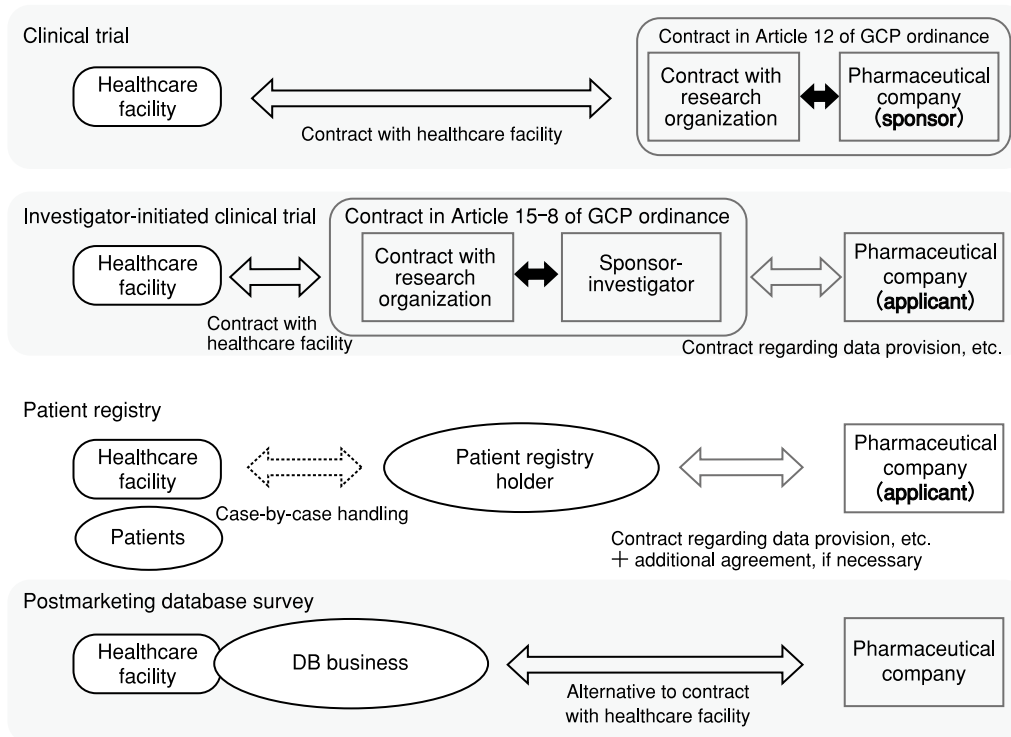 Clinical trial
Contract in Article 12 of GCP ordinance
Healthcare
facility
Contract with healthcare facility
Contract with
research
organization
Pharmaceutical
company
(sponsor)
Investigator-initiated clinical trial
Contract in Article 15-8 of GCP ordinance
Healthcare
facility
Contract with
healthcare facility
Contract with
research
organization
Sponsor-
investigator
Pharmaceutical
company
(applicant)
Contract regarding data provision, etc.
Patient registry
Healthcare
facility
Patients
Case-by-case handling
Patient registry
holder
Contract regarding data provision, etc.
+ additional agreement, if necessary
Pharmaceutical
company
(applicant)
Postmarketing database survey
Healthcare
facility
DB business
Alternative to contract
with healthcare facility
Pharmaceutical
company